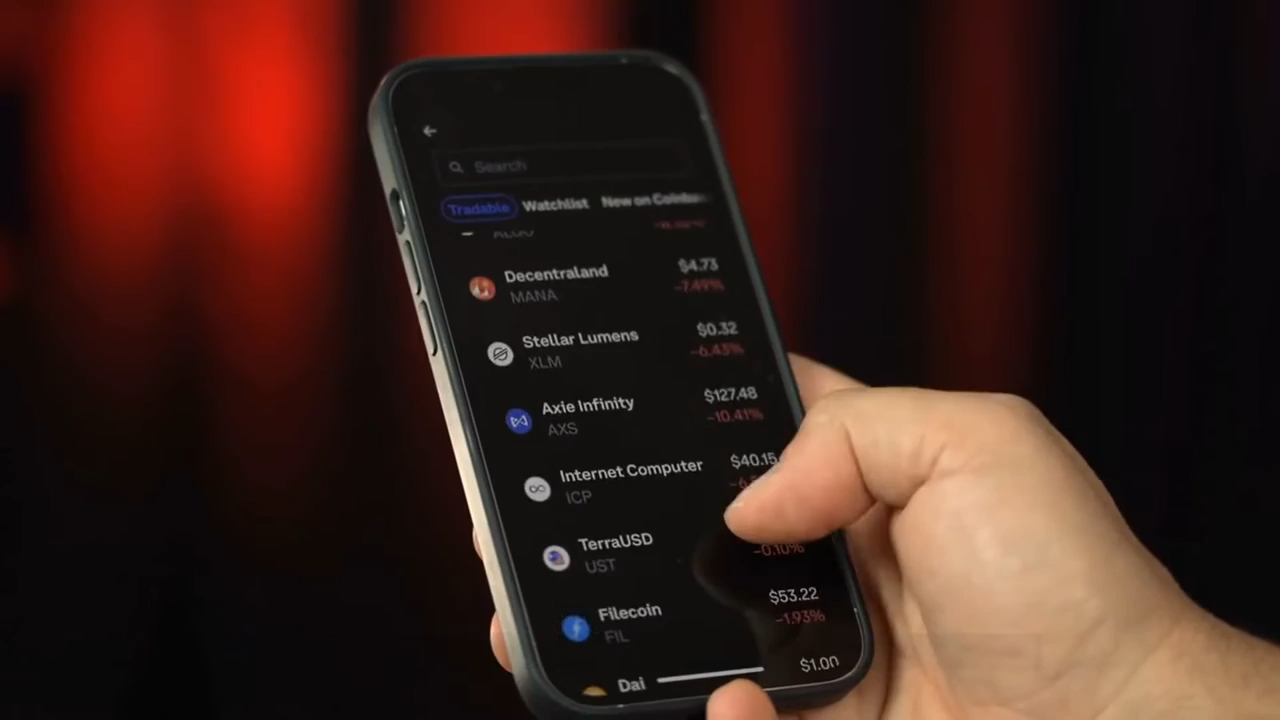 Search
Tradable Watchlist New on Coinba
Decentraland $4.73
MANA -7.49%
Stellar Lumens $0.32
XLM -6.43%
Axie Infinity $127.48
AXS -10.41%
Internet Computer $40.15
ICP
TerraUSD
UST -0.10%
Filecoin $53.22
FIL -1.93%
Dai $1.00